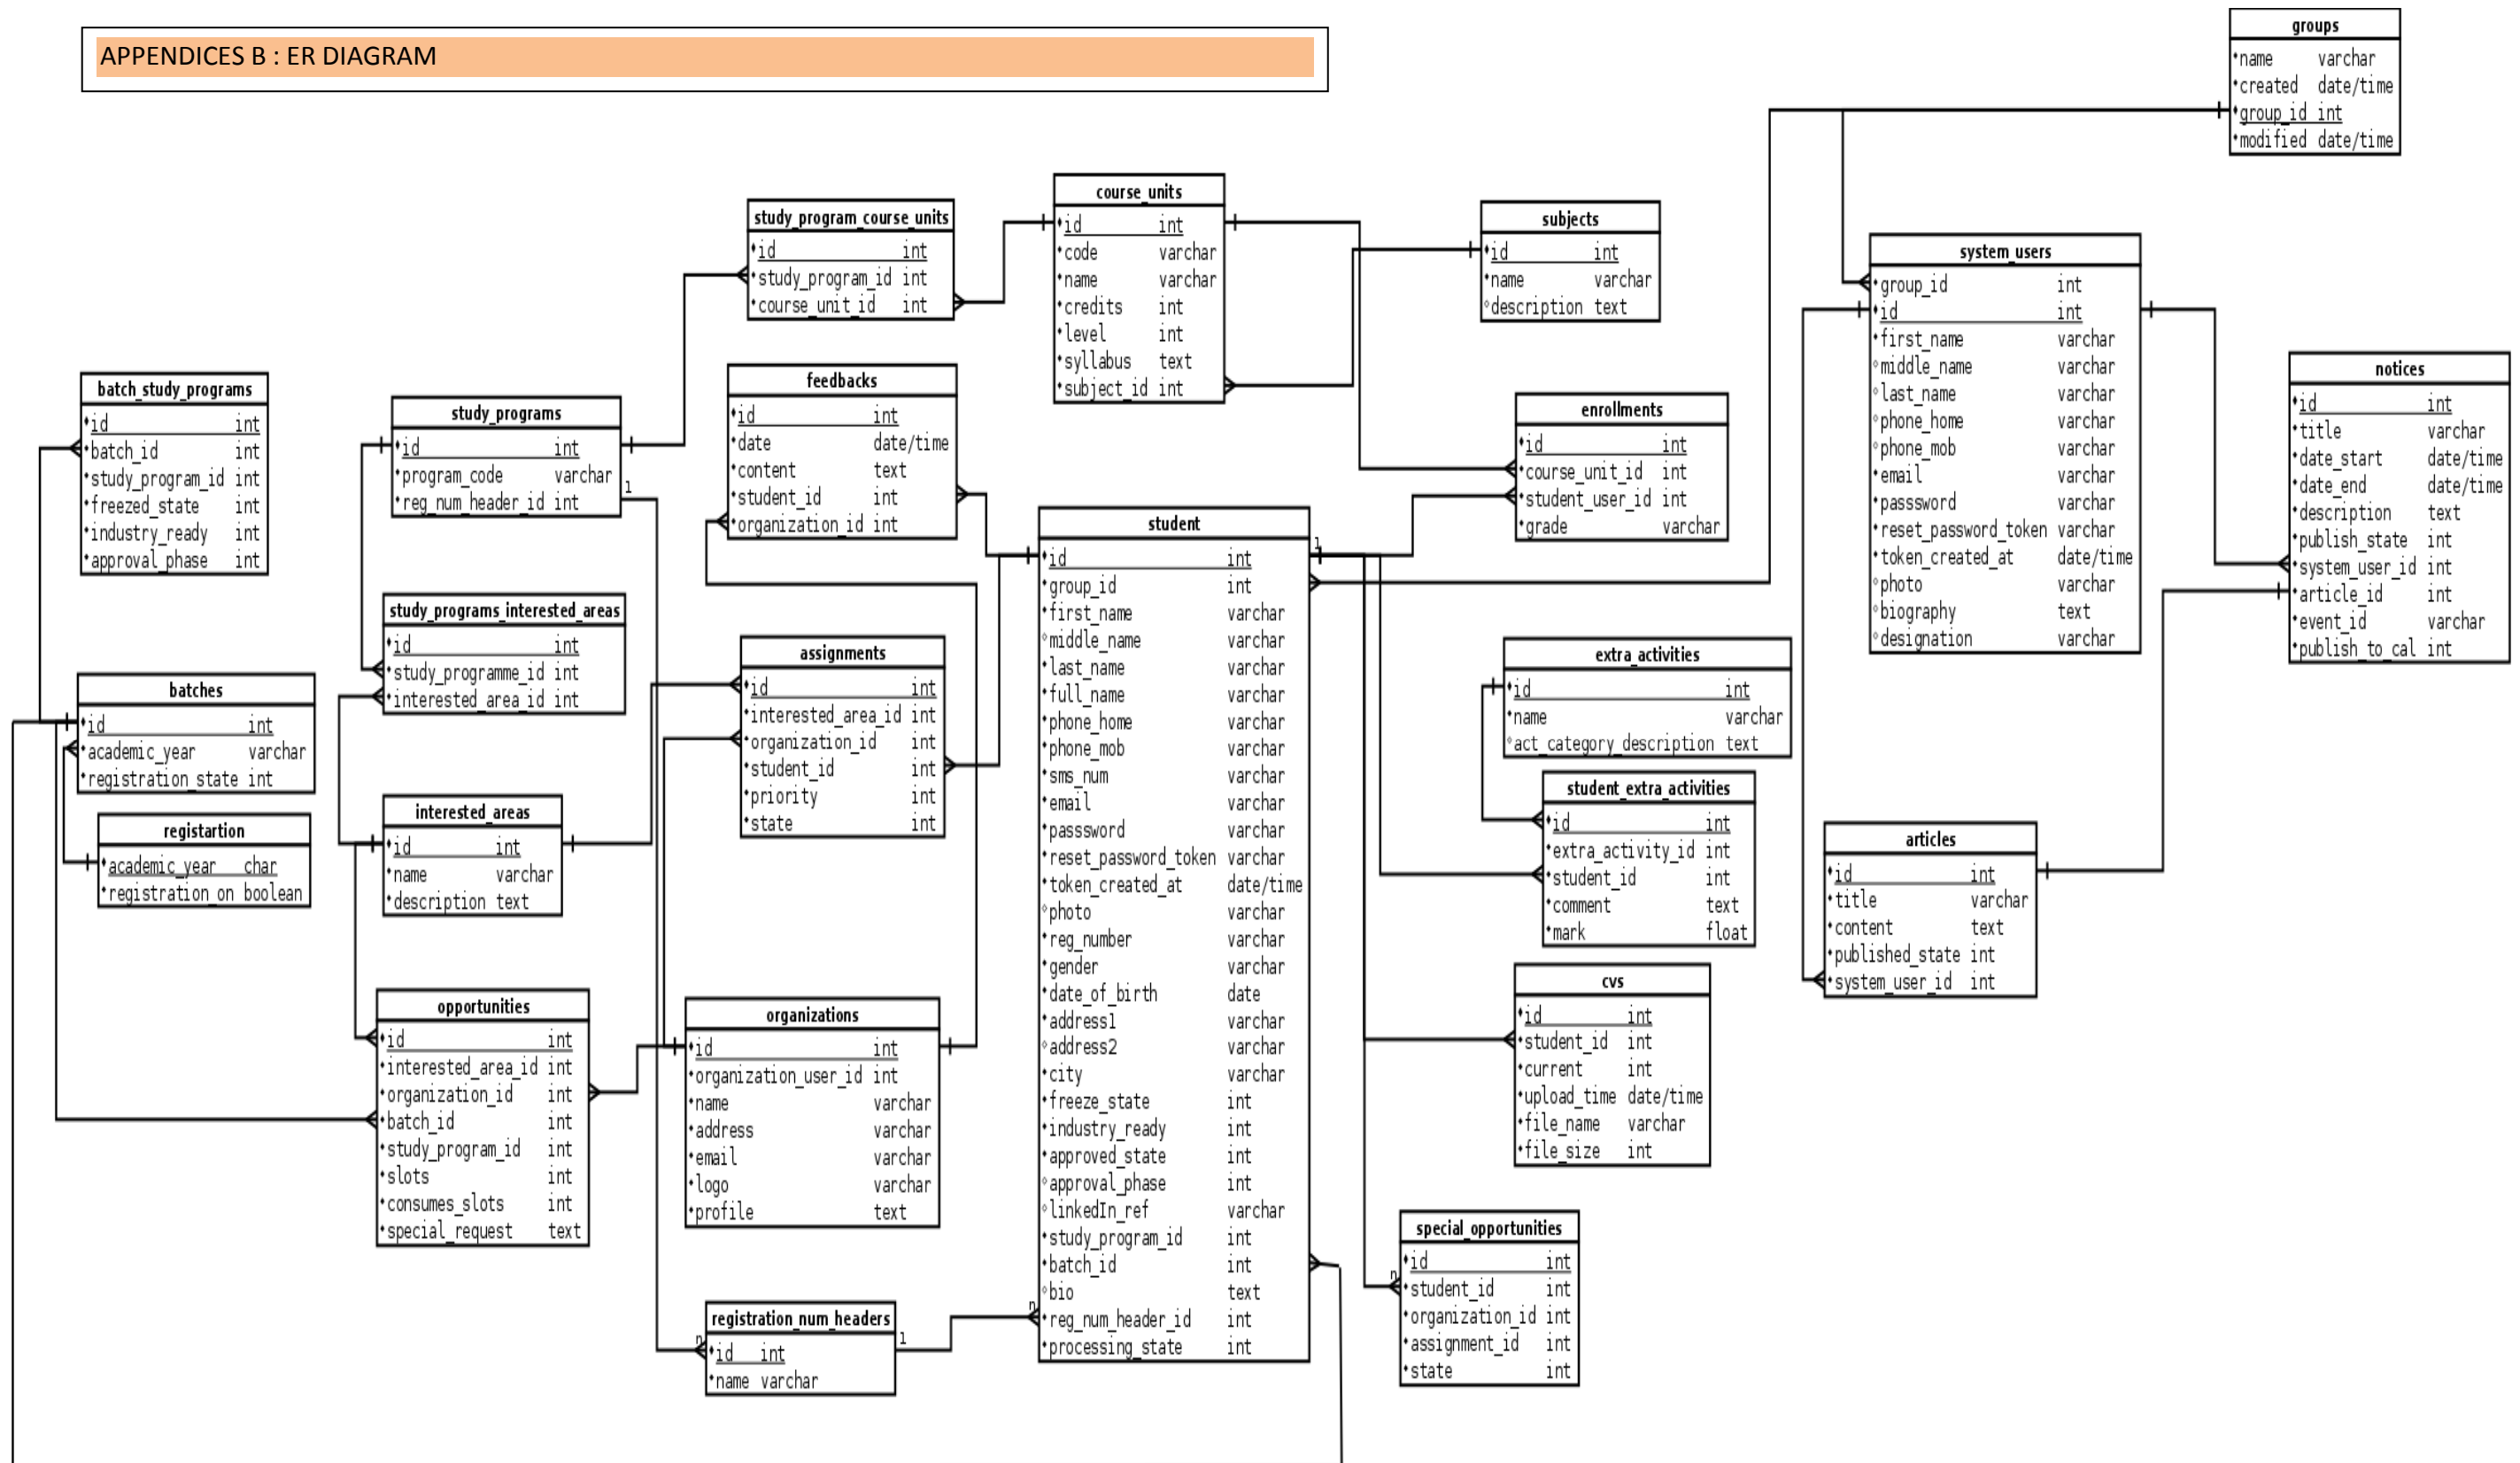 APPENDICES B : ER DIAGRAM
groups
name varchar
created date/time
group_id int
modified date/time
study_program_course_units
id int
study_program_id int
course_unit_id int
course_units
id int
code varchar
name varchar
credits int
level int
syllabus text
subject_id int
subjects
id int
name varchar
description text
system_users
group_id int
id int
first_name varchar
middle_name varchar
last_name varchar
phone_home varchar
phone_mob varchar
email varchar
passsword varchar
reset_password_token varchar
token_created_at date/time
photo varchar
biography text
designation varchar
notices
id int
title varchar
date_start date/time
date_end date/time
description text
publish_state int
system_user_id int
article_id int
event_id varchar
publish_to_cal int
batch_study_programs
id int
batch_id int
study_program_id int
freezed_state int
industry_ready int
approval_phase int
study_programs
id int
program_code varchar
reg_num_header_id int
1
feedbacks
id int
date date/time
content text
student_id int
organization_id int
enrollments
id int
course_unit_id int
student_user_id int
grade varchar
student
1
id int
group_id int
first_name varchar
middle_name varchar
last_name varchar
full_name varchar
phone_home varchar
phone_mob varchar
sms_num varchar
email varchar
passsword varchar
reset_password_token varchar
token_created_at date/time
photo varchar
reg_number varchar
gender varchar
date_of_birth date
address1 varchar
address2 varchar
city varchar
freeze_state int
industry_ready int
approved_state int
approval_phase int
linkedIn_ref varchar
study_program_id int
batch_id int
bio text
n
reg_num_header_id int
processing_state int
study_programs_interested_areas
id int
study_programme_id int
interested_area_id int
assignments
id int
interested_area_id int
organization_id int
student_id int
priority int
state int
extra_activities
id int
name varchar
act_category_description text
batches
id int
academic_year varchar
registration_state int
registartion
academic_year char
registration_on boolean
interested_areas
id int
name varchar
description text
student_extra_activities
id int
extra_activity_id int
student_id int
comment text
mark float
articles
id int
title varchar
content text
published_state int
system_user_id int
opportunities
id int
interested_area_id int
organization_id int
batch_id int
study_program_id int
slots int
consumes_slots int
special_request text
organizations
id int
organization_user_id int
name varchar
address varchar
email varchar
logo varchar
profile text
cvs
id int
student_id int
current int
upload_time date/time
file_name varchar
file_size int
special_opportunities
id int
n
student_id int
organization_id int
assignment_id int
state int
registration_num_headers
n
1
id int
name varchar